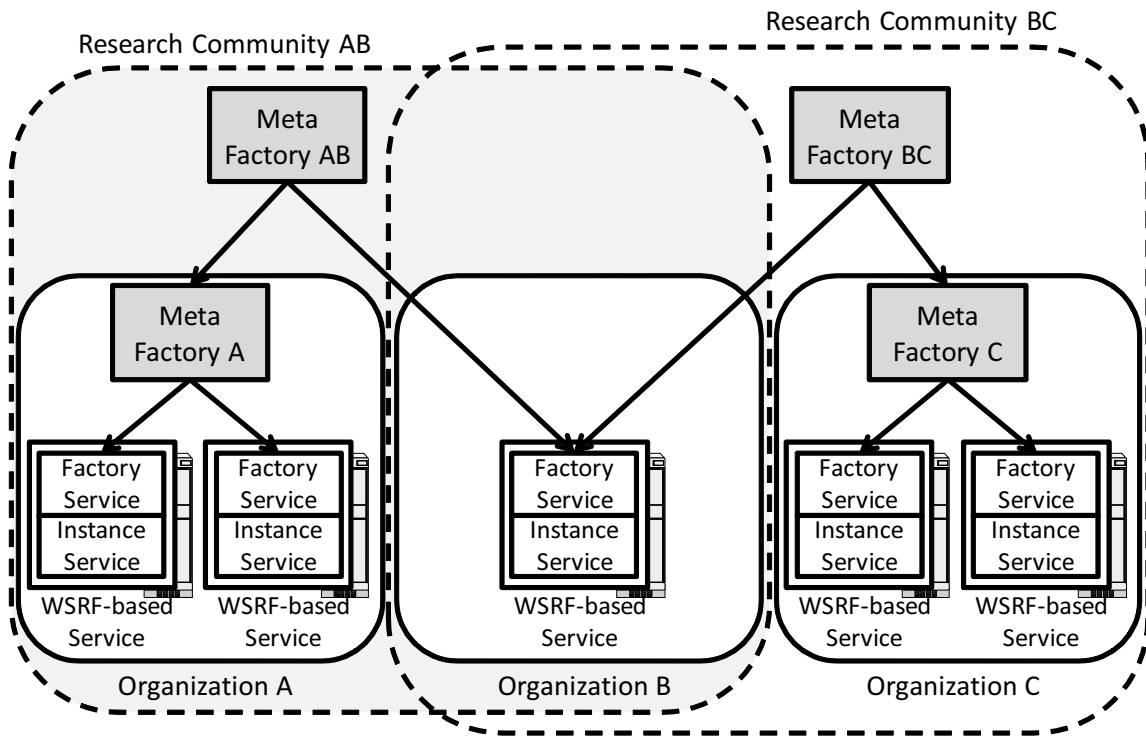 Research Community AB
Research Community BC
Meta
Factory AB
Meta
Factory BC
Meta
Factory A
Meta
Factory C
Factory
Service
Instance
Service
WSRF-based
Service
Factory
Service
Instance
Service
WSRF-based
Service
Factory
Service
Instance
Service
WSRF-based
Service
Factory
Service
Instance
Service
WSRF-based
Service
Factory
Service
Instance
Service
WSRF-based
Service
Organization A
Organization B
Organization C